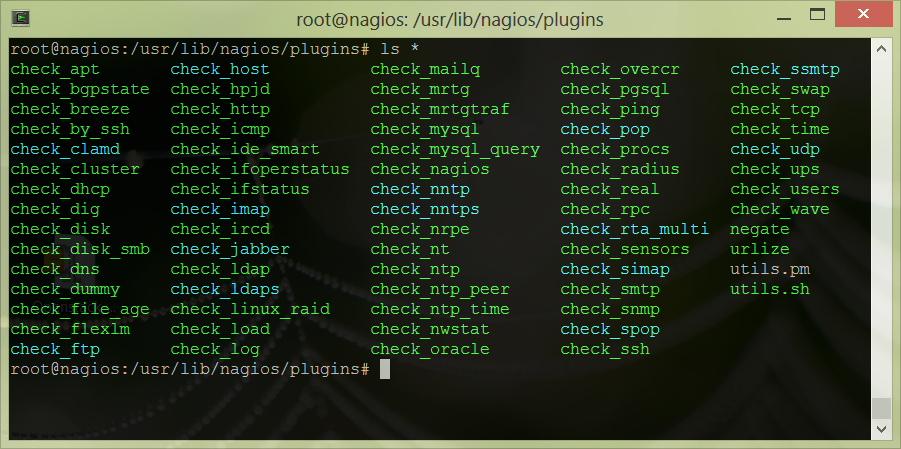 root@nagios: /usr/lib/nagios/plugins
root@nagios:/usr/lib/nagios/plugins# ls *
check_apt check_host check_mailq check_overcr check_ssmtp
check_bgpstate check_hpjd check_mrtg check_pgsql check_swap
check_breeze check_http check_mrtgtraf check_ping check_tcp
check_by_ssh check_icmp check_mysql check_pop check_time
check_clamd check_ide_smart check_mysql_query check_procs check_udp
check_cluster check_ifoperstatus check_nagios check_radius check_ups
check_dhcp check_ifstatus check_nntp check_real check_users
check_dig check_imap check_nntps check_rpc check_wave
check_disk check_ircd check_nrpe check_rta_multi negate
check_disk_smb check_jabber check_nt check_sensors urlize
check_dns check_ldap check_ntp check_simap utils.pm
check_dummy check_ldaps check_ntp_peer check_smtp utils.sh
check_file_age check_linux_raid check_ntp_time check_snmp
check_flexlm check_load check_nwstat check_spop
check_ftp check_log check_oracle check_ssh
root@nagios:/usr/lib/nagios/plugins#